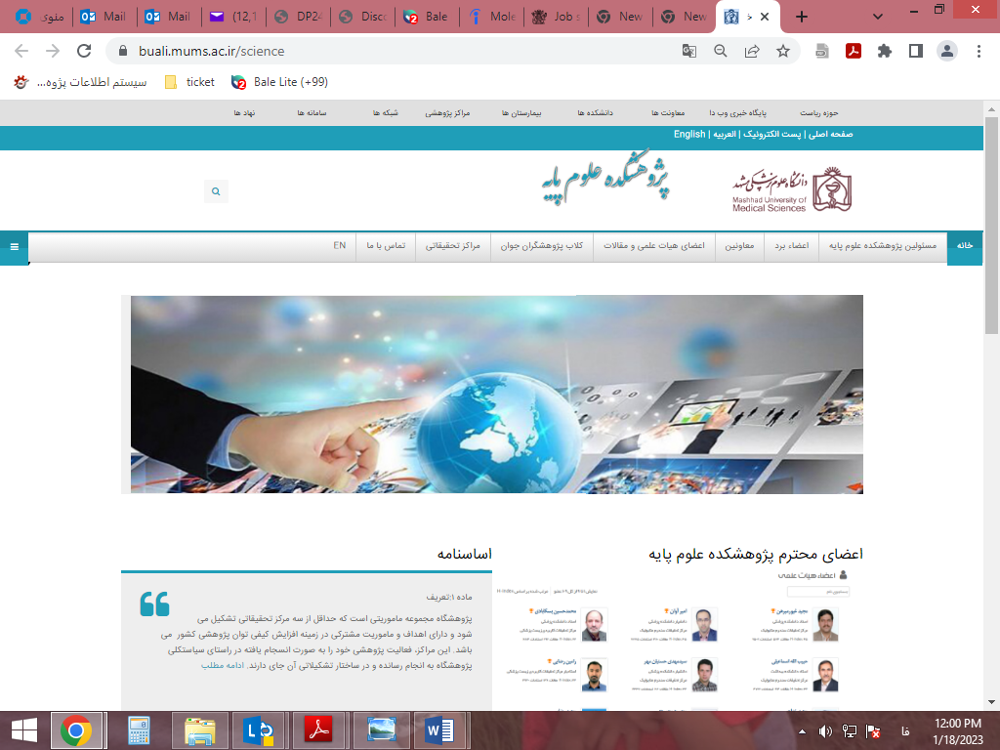 منوی
Mail
Mail
(12,1
DP24
Disco
Bale
Mole
Job s
New
New
buali.mums.ac.ir/science
سیستم اطلاعات پژوه...
ticket
Bale Lite (+99)
حوزه ریاست
پایگاه خبری وب دا
معاونت ها
دانشکده ها
بیمارستان ها
مراکز پژوهشی
شبکه ها
سامانه ها
نهاد ها
صفحه اصلی | پست الکترونیک | العربیه | English
دانشگاه علوم پزشکی مشهد
Mashhad University of
Medical Sciences
پژوهشکده علوم پایه
خانه
مسئولین پژوهشکده علوم پایه
اعضاء برد
معاونین
اعضای هیات علمی و مقالات
کلاب پژوهشگران جوان
مراکز تحقیقاتی
تماس با ما
EN
اعضای محترم پژوهشکده علوم پایه
اعضاء هیات علمی
مجید غیورمبرهن
امیر آوان
محمدحسین بسکابادی
حبیب الله اسماعیلی
سیدمهدی حسنیان مهر
رامین رضایی
اساسنامه
ماده ۱:تعریف
پژوهشگاه مجموعه ماموریتی است که حداقل از سه مرکز تحقیقاتی تشکیل می
شود و دارای اهداف و ماموریت مشترکی در زمینه افزایش کیفی توان پژوهشی کشور می
باشد. این مراکز، فعالیت پژوهشی خود را به صورت انسجام یافته در راستای سیاستکلی
پژوهشگاه به انجام رسانده و در ساختار تشکیلاتی آن جای دارند. ادامه مطلب
فا
12:00 PM
1/18/2023